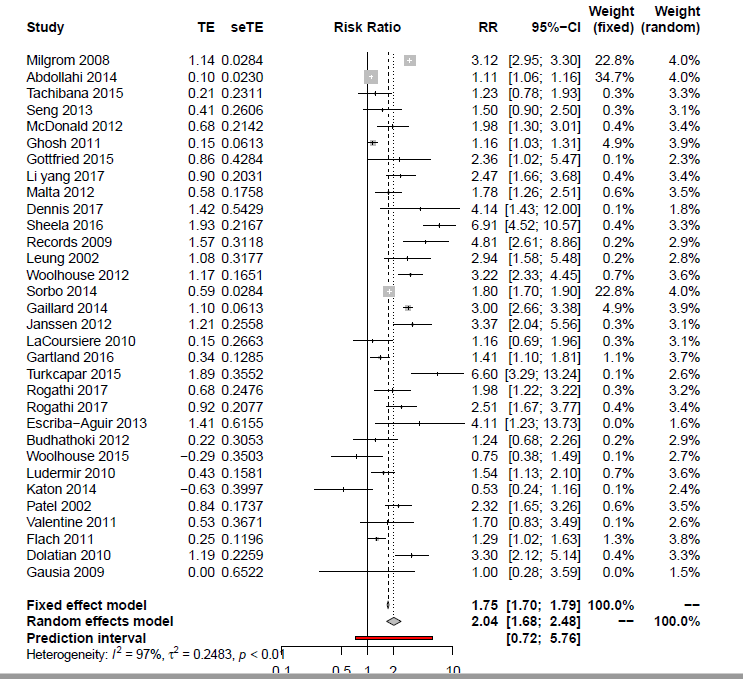 Weight Weight
Study TE seTE Risk Ratio RR 95%−CI (fixed) (random)
Milgrom 2008 1.14 0.0284 3.12 [2.95; 3.30] 22.8% 4.0%
Abdollahi 2014 0.10 0.0230 1.11 [1.06; 1.16] 34.7% 4.0%
Tachibana 2015 0.21 0.2311 1.23 [0.78; 1.93] 0.3% 3.3%
Seng 2013 0.41 0.2606 1.50 [0.90; 2.50] 0.3% 3.1%
McDonald 2012 0.68 0.2142 1.98 [1.30; 3.01] 0.4% 3.4%
Ghosh 2011 0.15 0.0613 1.16 [1.03; 1.31] 4.9% 3.9%
Gottfried 2015 0.86 0.4284 2.36 [1.02; 5.47] 0.1% 2.3%
Li yang 2017 0.90 0.2031 2.47 [1.66; 3.68] 0.4% 3.4%
Malta 2012 0.58 0.1758 1.78 [1.26; 2.51] 0.6% 3.5%
Dennis 2017 1.42 0.5429 4.14 [1.43; 12.00] 0.1% 1.8%
Sheela 2016 1.93 0.2167 6.91 [4.52; 10.57] 0.4% 3.3%
Records 2009 1.57 0.3118 4.81 [2.61; 8.86] 0.2% 2.9%
Leung 2002 1.08 0.3177 2.94 [1.58; 5.48] 0.2% 2.8%
Woolhouse 2012 1.17 0.1651 3.22 [2.33; 4.45] 0.7% 3.6%
Sorbo 2014 0.59 0.0284 1.80 [1.70; 1.90] 22.8% 4.0%
Gaillard 2014 1.10 0.0613 3.00 [2.66; 3.38] 4.9% 3.9%
Janssen 2012 1.21 0.2558 3.37 [2.04; 5.56] 0.3% 3.1%
LaCoursiere 2010 0.15 0.2663 1.16 [0.69; 1.96] 0.3% 3.1%
Gartland 2016 0.34 0.1285 1.41 [1.10; 1.81] 1.1% 3.7%
Turkcapar 2015 1.89 0.3552 6.60 [3.29; 13.24] 0.1% 2.6%
Rogathi 2017 0.68 0.2476 1.98 [1.22; 3.22] 0.3% 3.2%
Rogathi 2017 0.92 0.2077 2.51 [1.67; 3.77] 0.4% 3.4%
Escriba−Aguir 2013 1.41 0.6155 4.11 [1.23; 13.73] 0.0% 1.6%
Budhathoki 2012 0.22 0.3053 1.24 [0.68; 2.26] 0.2% 2.9%
Woolhouse 2015 −0.29 0.3503 0.75 [0.38; 1.49] 0.1% 2.7%
Ludermir 2010 0.43 0.1581 1.54 [1.13; 2.10] 0.7% 3.6%
Katon 2014 −0.63 0.3997 0.53 [0.24; 1.16] 0.1% 2.4%
Patel 2002 0.84 0.1737 2.32 [1.65; 3.26] 0.6% 3.5%
Valentine 2011 0.53 0.3671 1.70 [0.83; 3.49] 0.1% 2.6%
Flach 2011 0.25 0.1196 1.29 [1.02; 1.63] 1.3% 3.8%
Dolatian 2010 1.19 0.2259 3.30 [2.12; 5.14] 0.4% 3.3%
Gausia 2009 0.00 0.6522 1.00 [0.28; 3.59] 0.0% 1.5%
Fixed effect model 1.75 [1.70; 1.79] 100.0% −−
Random effects model 2.04 [1.68; 2.48] −− 100.0%
Prediction interval [0.72; 5.76]
Heterogeneity: I² = 97%, τ² = 0.2483, p < 0.01
0.1 0.5 1 2 10